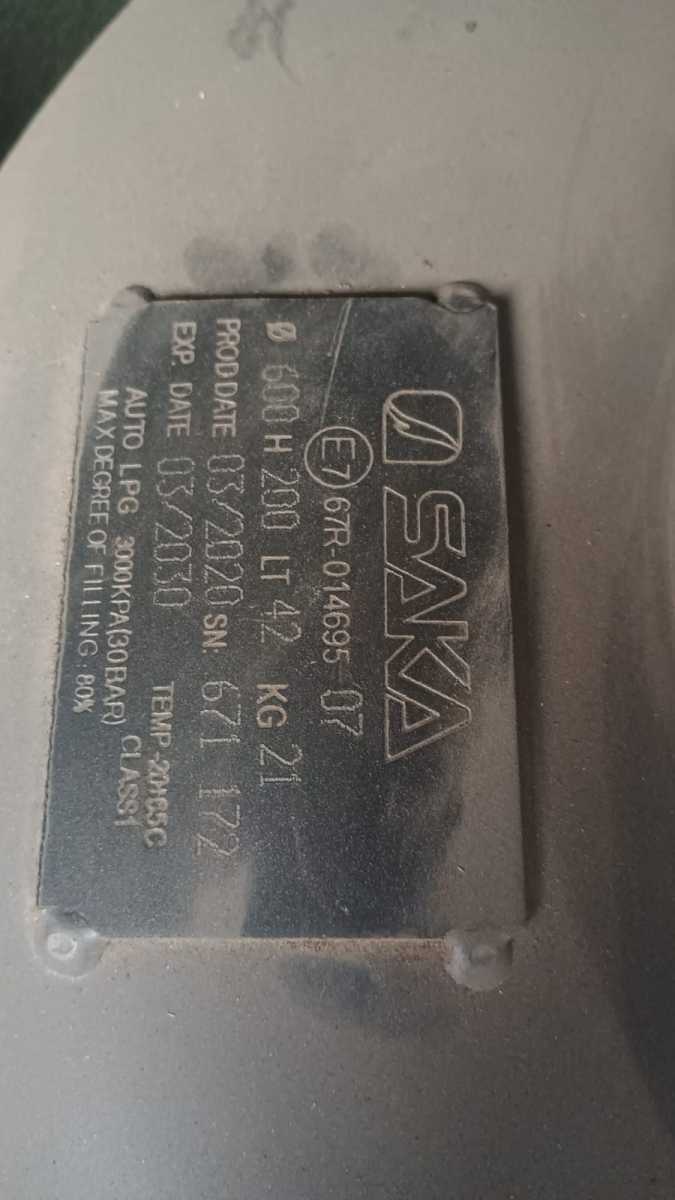 SAKA
E7 67R-014695 07
Ø 600 H 200 LT 42 KG 21
PROD DATE 03/2020 SN: 671 172
EXP. DATE 03/2030 TEMP -20+65C
AUTO LPG 3000KPA(30BAR) CLASS1
MAX.DEGREE OF FILLING : 80%